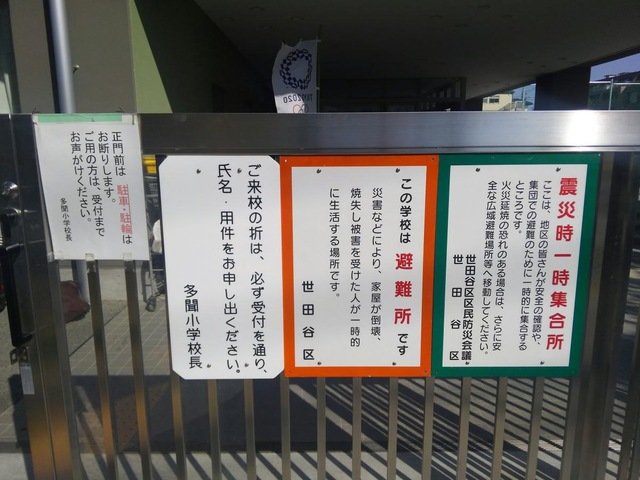 震災時一時集合所
ここは、地区の皆さんが安全の確認や、
集団での避難のために一時的に集合する
ところです。
火災延焼の恐れのある場合は、さらに安
全な広域避難場所等へ移動してください。
世田谷区区民防災会議
世田谷区
この学校は避難所です
災害などにより、家屋が倒壊、
焼失し被害を受けた人が一時的
に生活する場所です。
世田谷区
ご来校の折は、必ず受付を通り、
氏名・用件をお申し出ください。
多聞小学校長
正門前は駐車・駐輪は
お断りします。
ご用の方は、受付まで
お声がけください。
多聞小学校長
2020